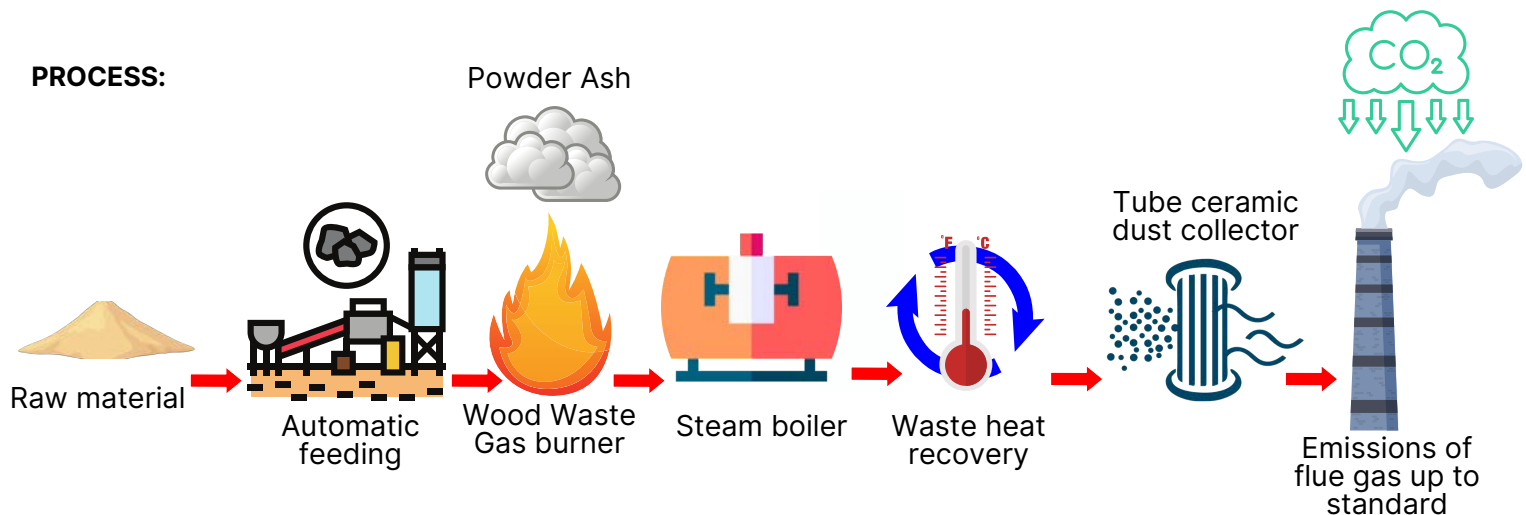 PROCESS:
Powder Ash
CO₂
Tube ceramic
dust collector
°F °C
Raw material
Automatic
feeding
Wood Waste
Gas burner
Steam boiler
Waste heat
recovery
Emissions of
flue gas up to
standard